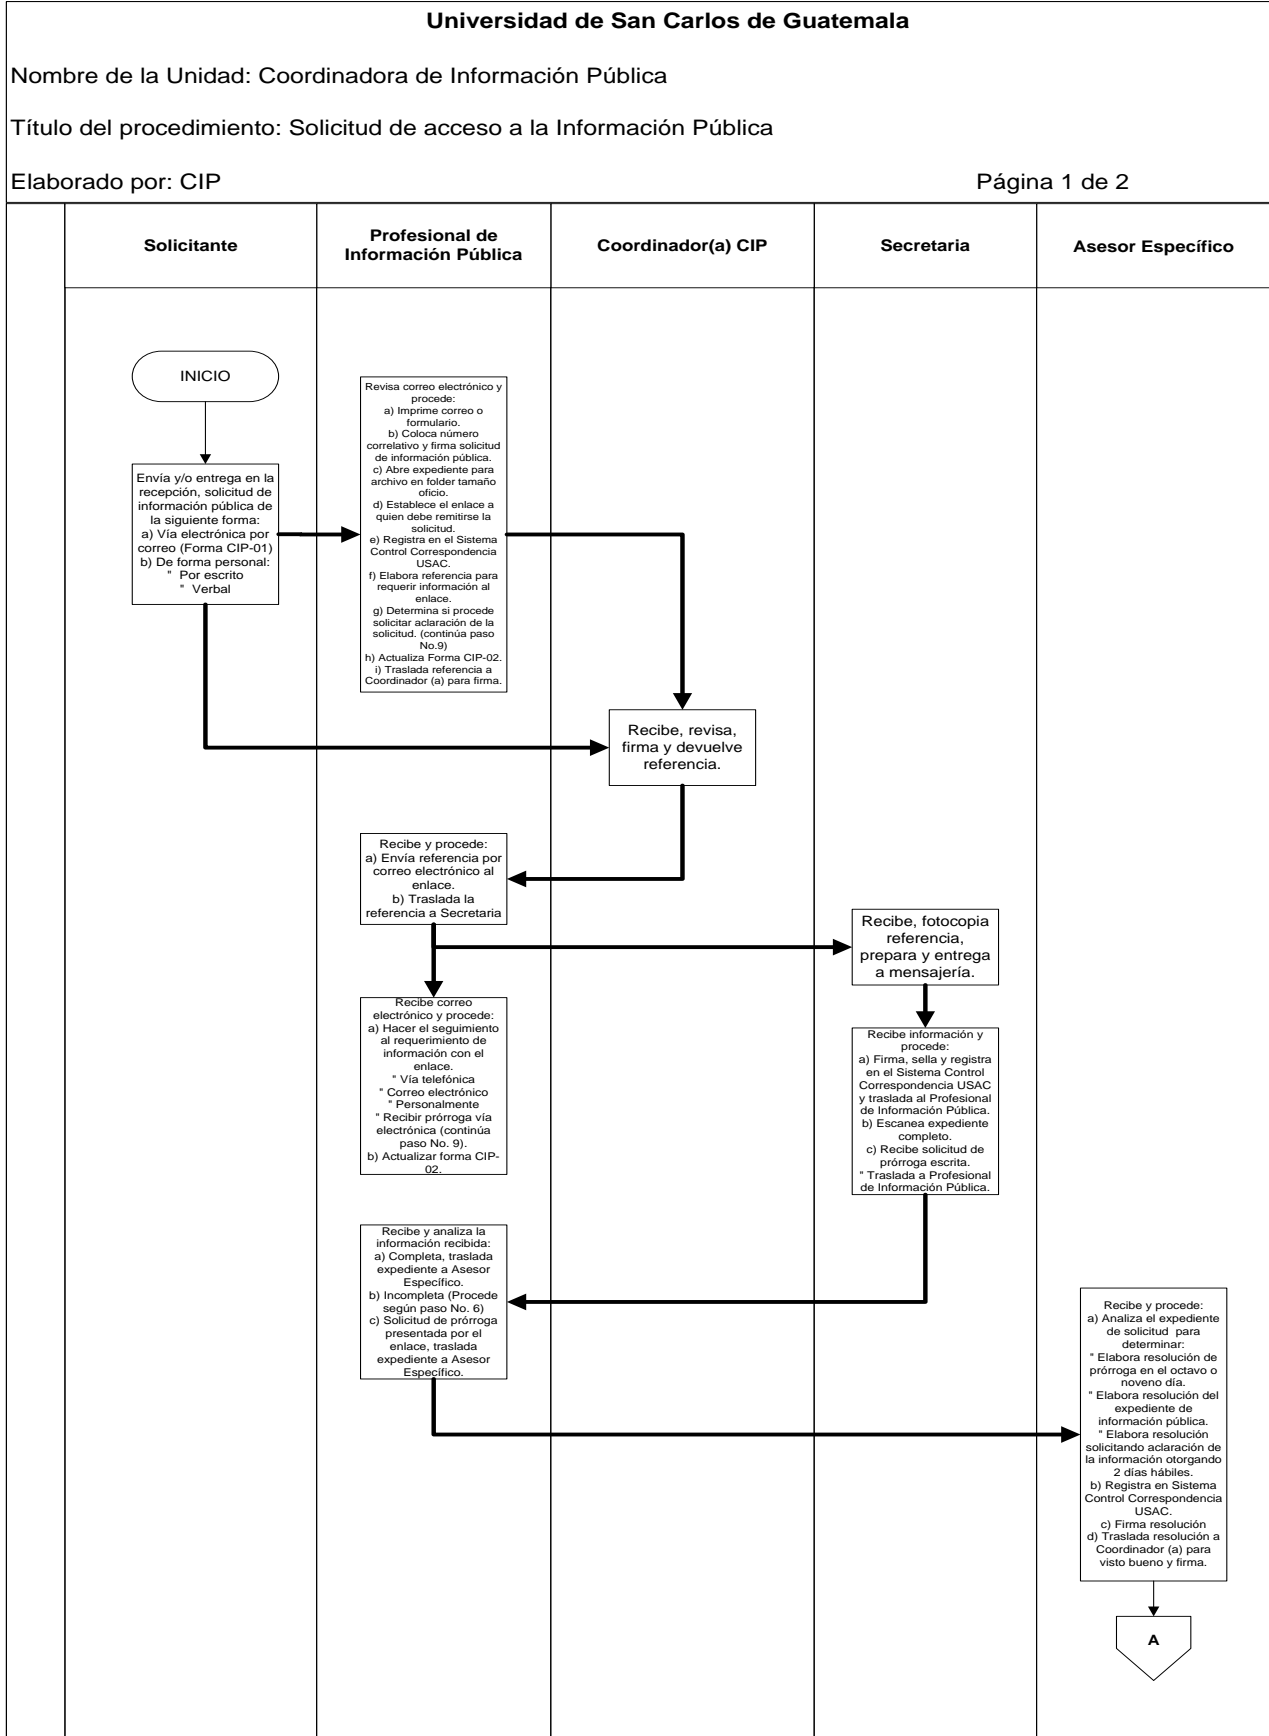 Universidad de San Carlos de Guatemala
Nombre de la Unidad: Coordinadora de Información Pública
Título del procedimiento: Solicitud de acceso a la Información Pública
Elaborado por: CIP
Página 1 de 2
Solicitante
Profesional de
Información Pública
Coordinador(a) CIP
Secretaria
Asesor Específico
INICIO
Envía y/o entrega en la
recepción, solicitud de
información pública de
la siguiente forma:
a) Vía electrónica por
correo (Forma CIP-01)
b) De forma personal:
" Por escrito
" Verbal
Revisa correo electrónico y
procede:
a) Imprime correo o
formulario.
b) Coloca número
correlativo y firma solicitud
de información pública.
c) Abre expediente para
archivo en folder tamaño
oficio.
d) Establece el enlace a
quien debe remitirse la
solicitud.
e) Registra en el Sistema
Control Correspondencia
USAC.
f) Elabora referencia para
requerir información al
enlace.
g) Determina si procede
solicitar aclaración de la
solicitud. (continúa paso
No.9)
h) Actualiza Forma CIP-02.
i) Traslada referencia a
Coordinador (a) para firma.
Recibe, revisa,
firma y devuelve
referencia.
Recibe y procede:
a) Envía referencia por
correo electrónico al
enlace.
b) Traslada la
referencia a Secretaria
Recibe, fotocopia
referencia,
prepara y entrega
a mensajería.
Recibe correo
electrónico y procede:
a) Hacer el seguimiento
al requerimiento de
información con el
enlace.
" Vía telefónica
" Correo electrónico
" Personalmente
" Recibir prórroga vía
electrónica (continúa
paso No. 9).
b) Actualizar forma CIP-
02.
Recibe información y
procede:
a) Firma, sella y registra
en el Sistema Control
Correspondencia USAC
y traslada al Profesional
de Información Pública.
b) Escanea expediente
completo.
c) Recibe solicitud de
prórroga escrita.
" Traslada a Profesional
de Información Pública.
Recibe y analiza la
información recibida:
a) Completa, traslada
expediente a Asesor
Específico.
b) Incompleta (Procede
según paso No. 6)
c) Solicitud de prórroga
presentada por el
enlace, traslada
expediente a Asesor
Específico.
Recibe y procede:
a) Analiza el expediente
de solicitud para
determinar:
" Elabora resolución de
prórroga en el octavo o
noveno día.
" Elabora resolución del
expediente de
información pública.
" Elabora resolución
solicitando aclaración de
la información otorgando
2 días hábiles.
b) Registra en Sistema
Control Correspondencia
USAC.
c) Firma resolución
d) Traslada resolución a
Coordinador (a) para
visto bueno y firma.
A